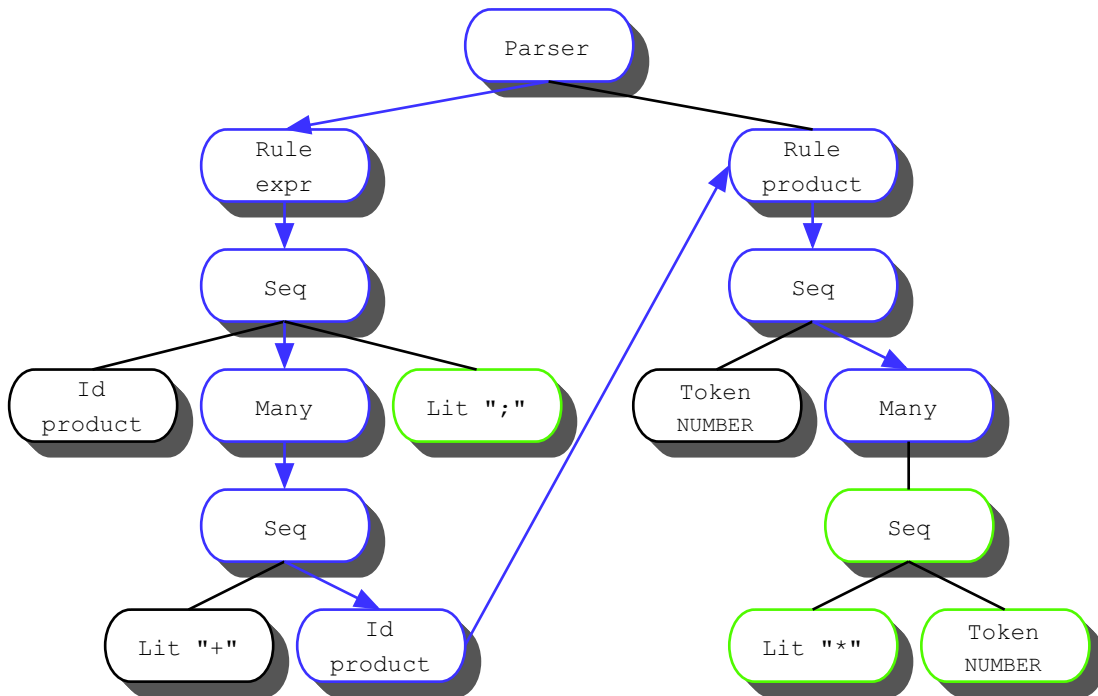 Parser
Rule
expr
Rule
product
Seq
Seq
Id
product
Many
Lit ";"
Token
NUMBER
Many
Seq
Seq
Lit "+"
Id
product
Lit "*"
Token
NUMBER